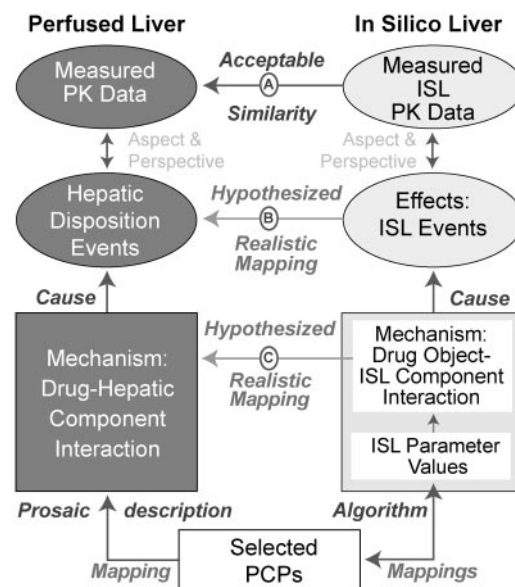 Perfused Liver
In Silico Liver
Measured
PK Data
Acceptable
A
Similarity
Measured
ISL
PK Data
Aspect &
Perspective
Aspect &
Perspective
Hepatic
Disposition
Events
Hypothesized
B
Realistic
Mapping
Effects:
ISL Events
Cause
Cause
Mechanism:
Drug-Hepatic
Component
Interaction
Hypothesized
C
Realistic
Mapping
Mechanism:
Drug Object-
ISL Component
Interaction
ISL Parameter
Values
Prosaic description
Algorithm
Mapping
Selected
PCPs
Mappings